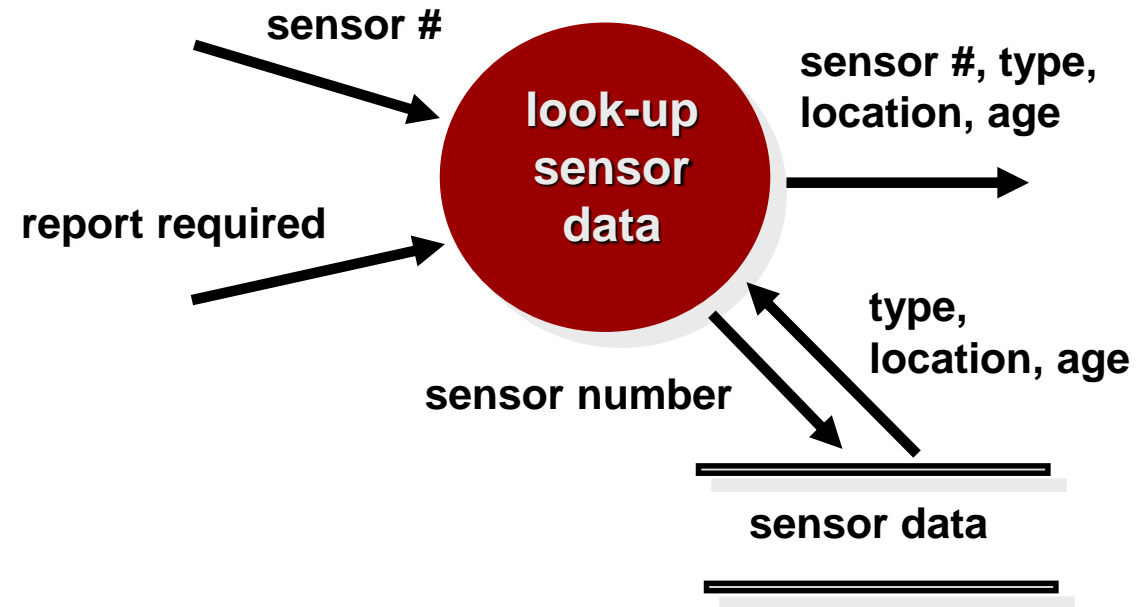 sensor #
look-up
sensor
data
sensor #, type,
location, age
report required
type,
location, age
sensor number
sensor data